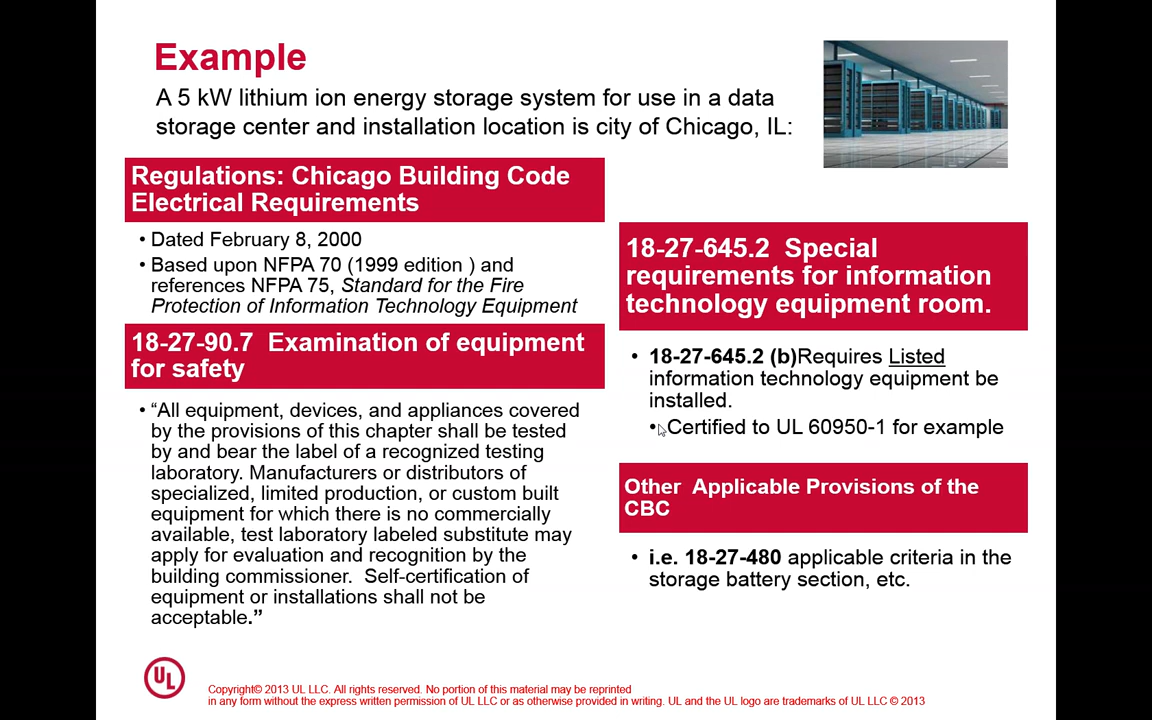 Example
A 5 kW lithium ion energy storage system for use in a data
storage center and installation location is city of Chicago, IL:
Regulations: Chicago Building Code
Electrical Requirements
• Dated February 8, 2000
• Based upon NFPA 70 (1999 edition ) and
references NFPA 75, Standard for the Fire
Protection of Information Technology Equipment
18-27-90.7 Examination of equipment
for safety
• “All equipment, devices, and appliances covered
by the provisions of this chapter shall be tested
by and bear the label of a recognized testing
laboratory. Manufacturers or distributors of
specialized, limited production, or custom built
equipment for which there is no commercially
available, test laboratory labeled substitute may
apply for evaluation and recognition by the
building commissioner. Self-certification of
equipment or installations shall not be
acceptable.”
18-27-645.2 Special
requirements for information
technology equipment room.
• 18-27-645.2 (b)Requires Listed
information technology equipment be
installed.
• Certified to UL 60950-1 for example
Other Applicable Provisions of the
CBC
• i.e. 18-27-480 applicable criteria in the
storage battery section, etc.
UL
Copyright© 2013 UL LLC. All rights reserved. No portion of this material may be reprinted
in any form without the express written permission of UL LLC or as otherwise provided in writing. UL and the UL logo are trademarks of UL LLC © 2013